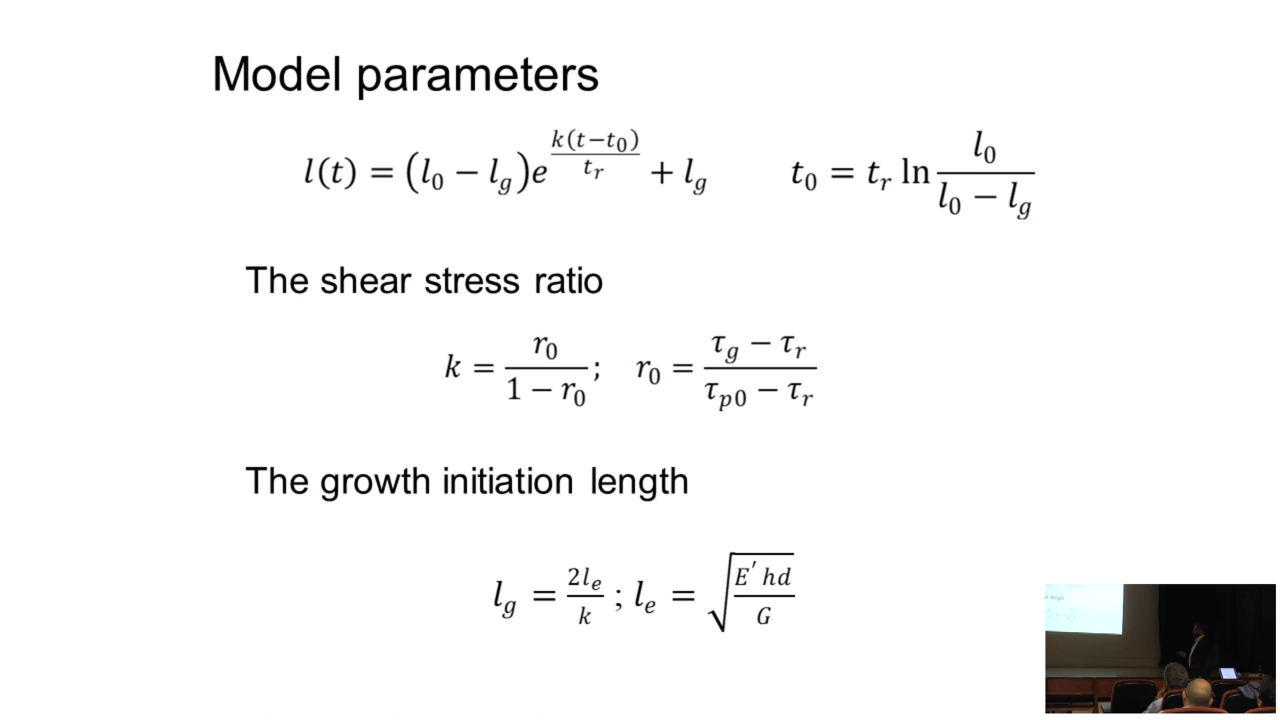 Model parameters
l(t) = (l₀ − l_g)e^{k(t−t₀)/t_r} + l_g    t₀ = t_r ln l₀/(l₀ − l_g)
The shear stress ratio
k = r₀/(1 − r₀);  r₀ = (τ_g − τ_r)/(τ_p0 − τ_r)
The growth initiation length
l_g = 2l_e/k ; l_e = √(E′ hd/G)